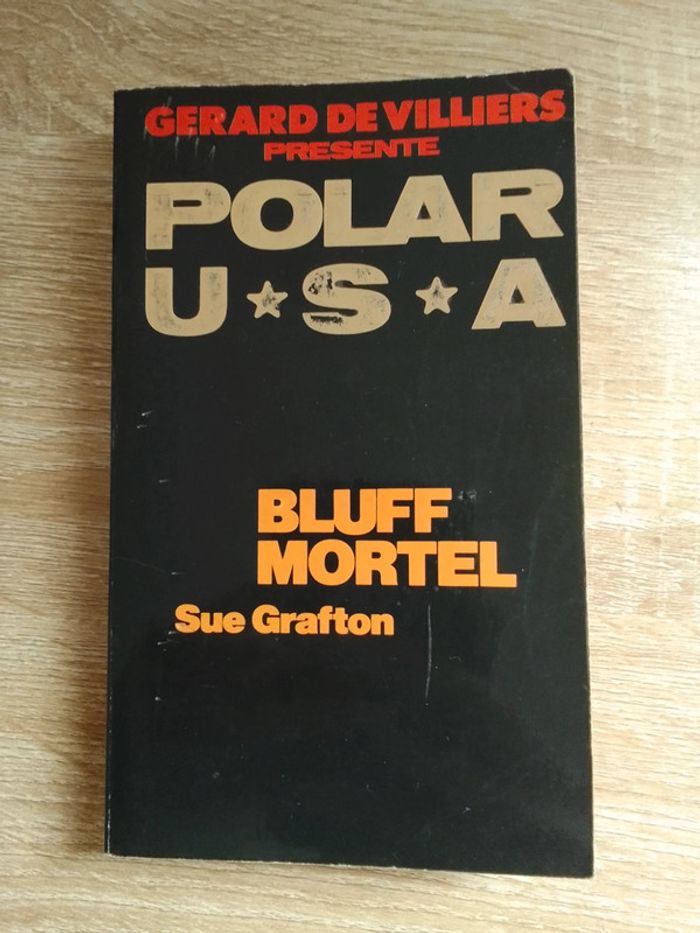 GERARD DE VILLIERS
PRESENTE
POLAR
U★S★A
BLUFF
MORTEL
Sue Grafton